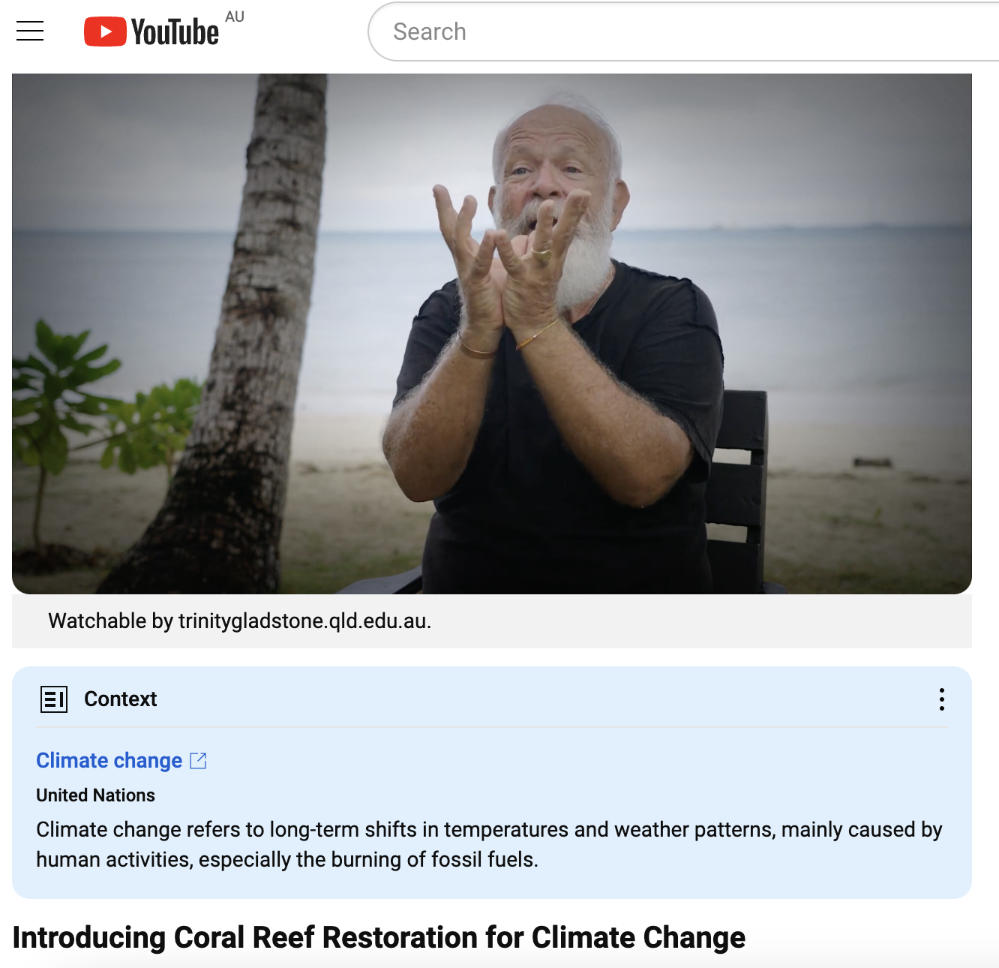 YouTube AU
Search
Watchable by trinitygladstone.qld.edu.au.
Context
Climate change
United Nations
Climate change refers to long-term shifts in temperatures and weather patterns, mainly caused by
human activities, especially the burning of fossil fuels.
Introducing Coral Reef Restoration for Climate Change